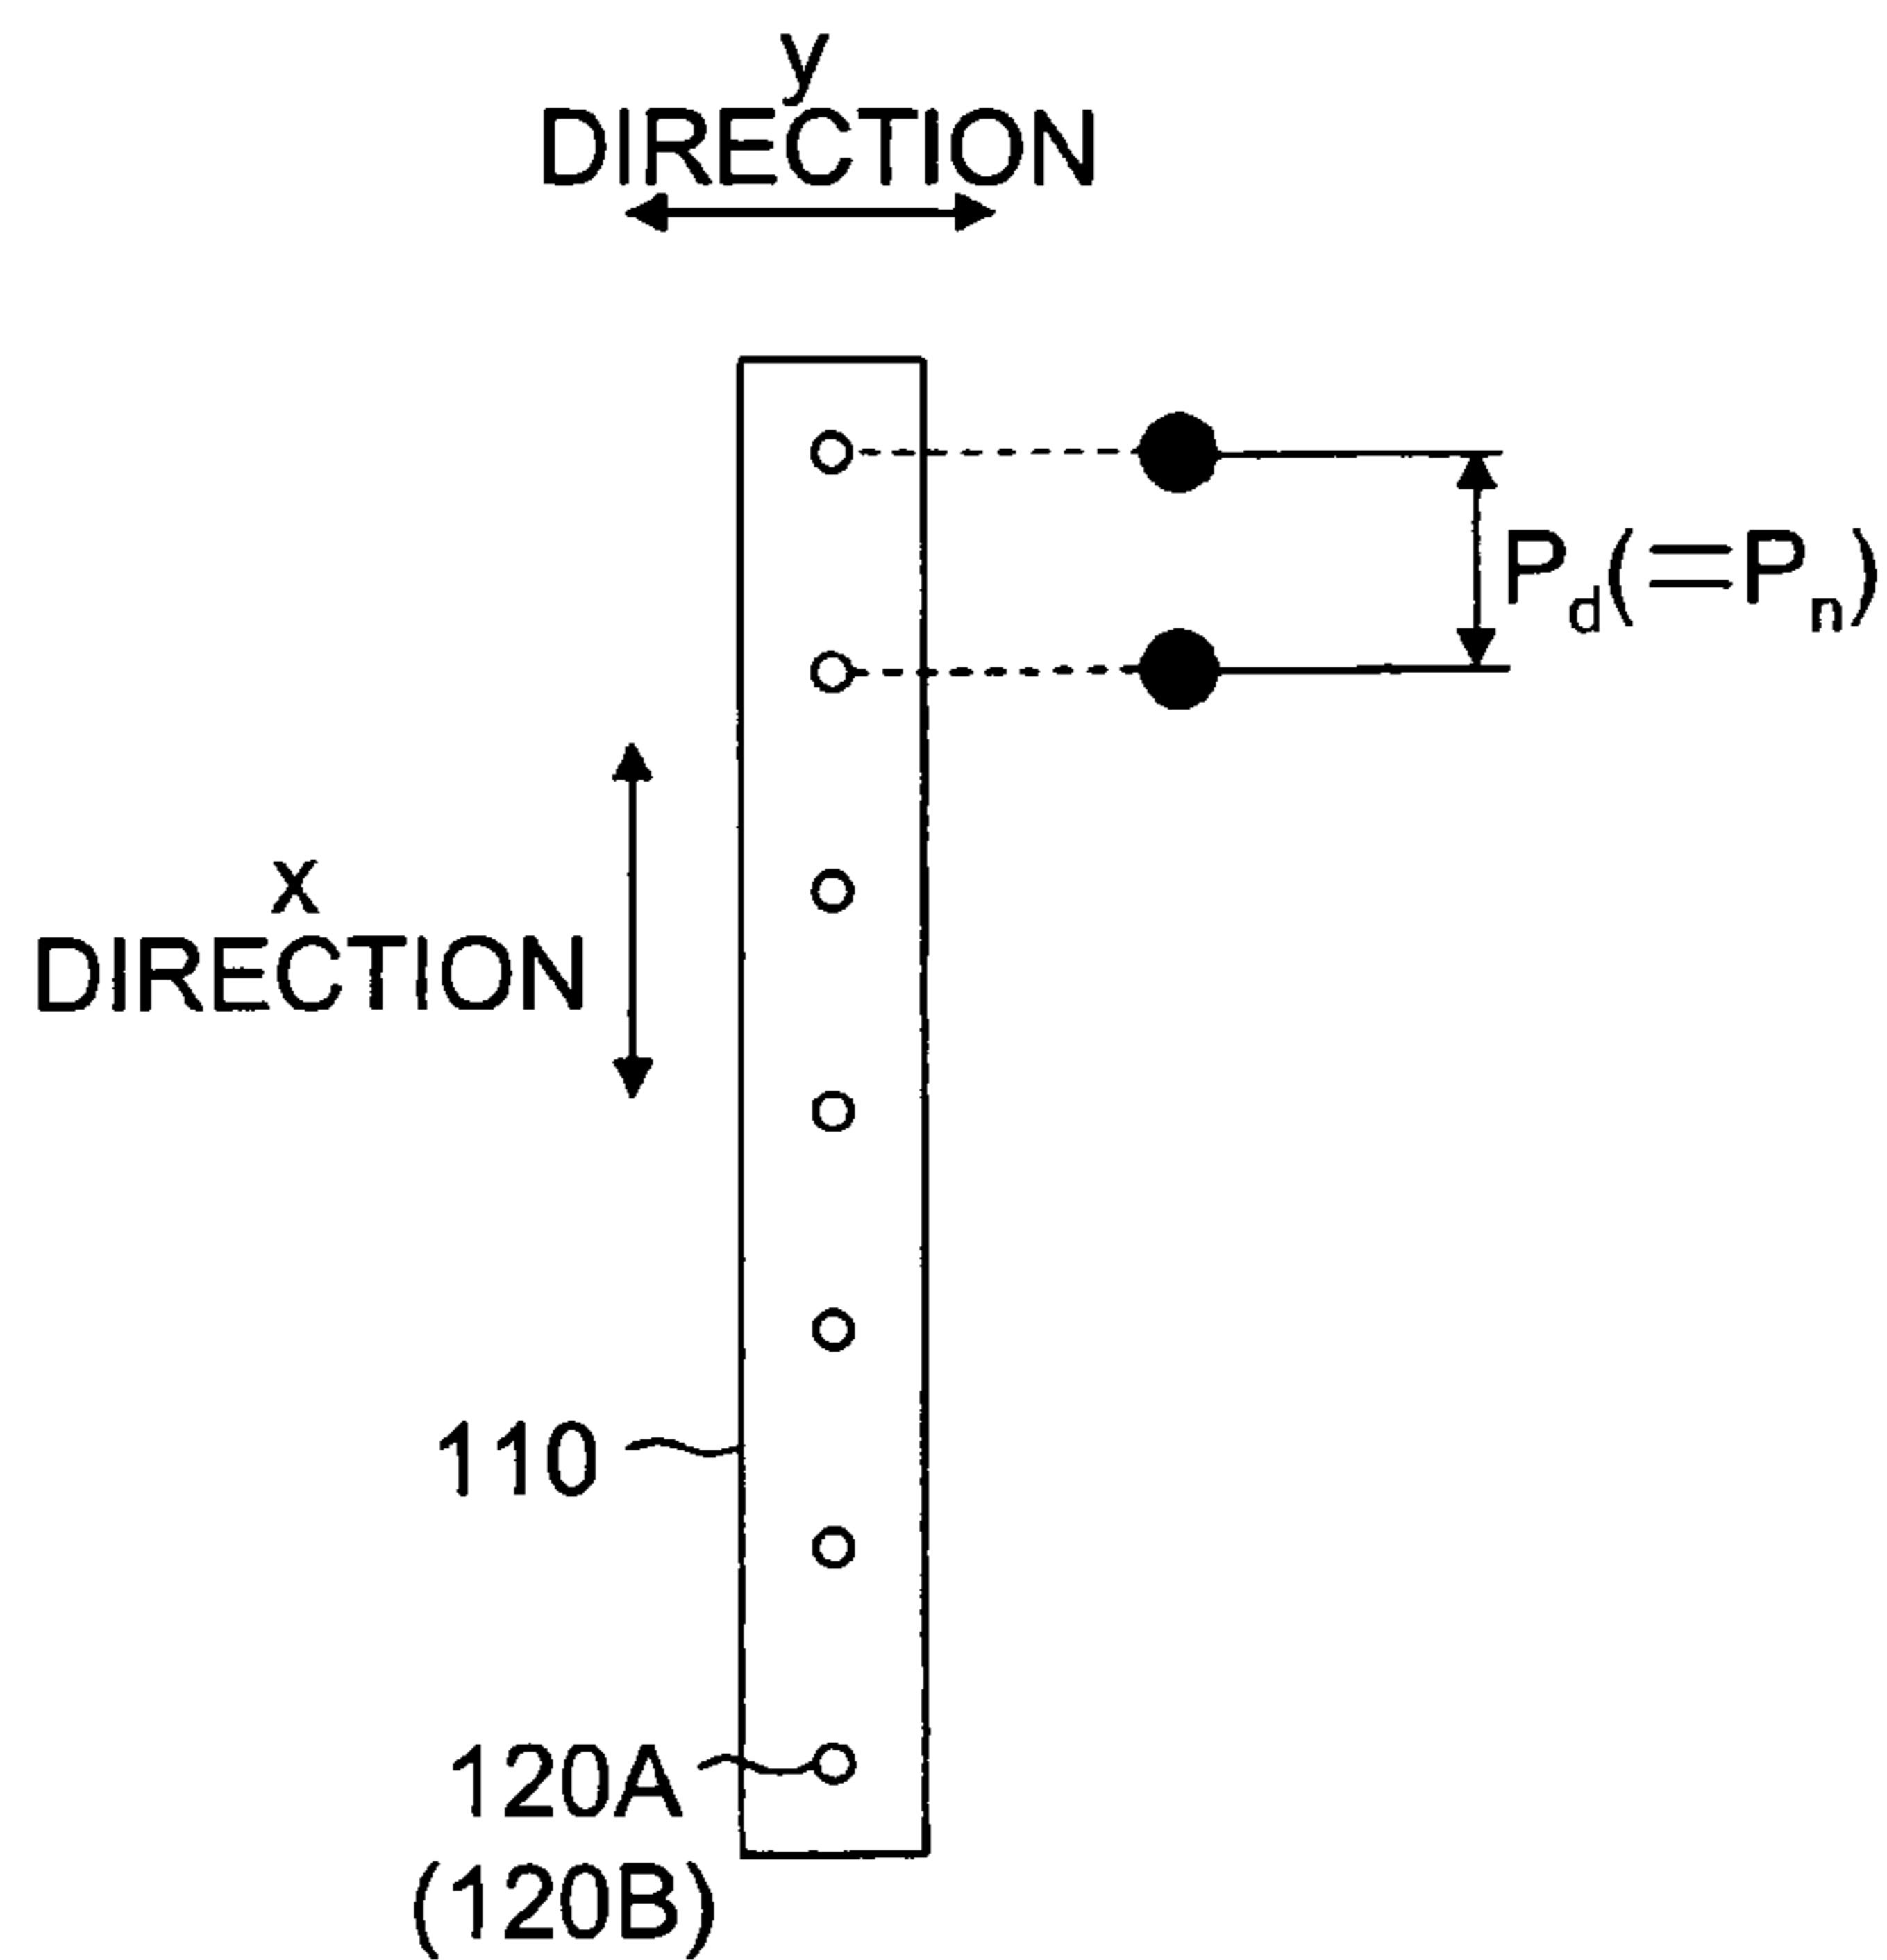 y
DIRECTION
Pd(=Pn)
x
DIRECTION
110
120A
(120B)